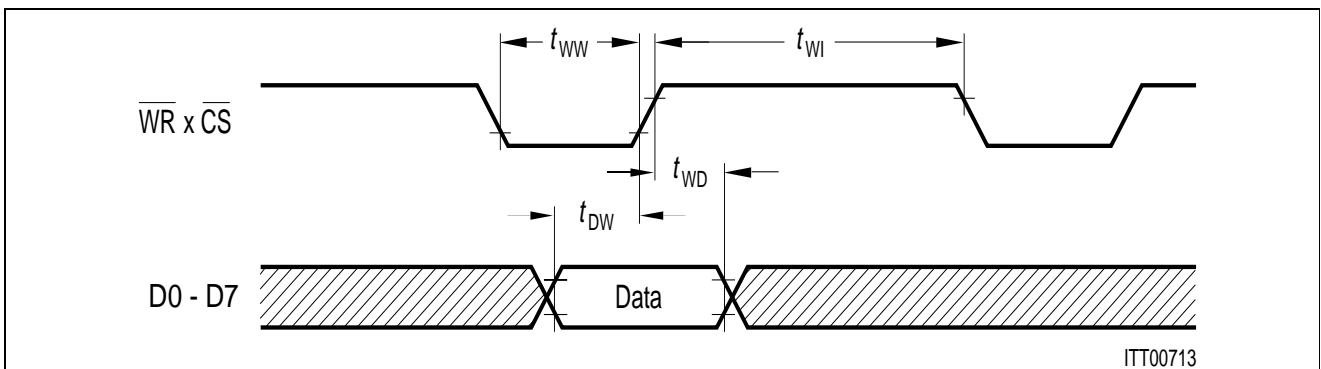 tWW
tWI
WR x CS
tWD
tDW
D0 - D7
Data
ITT00713